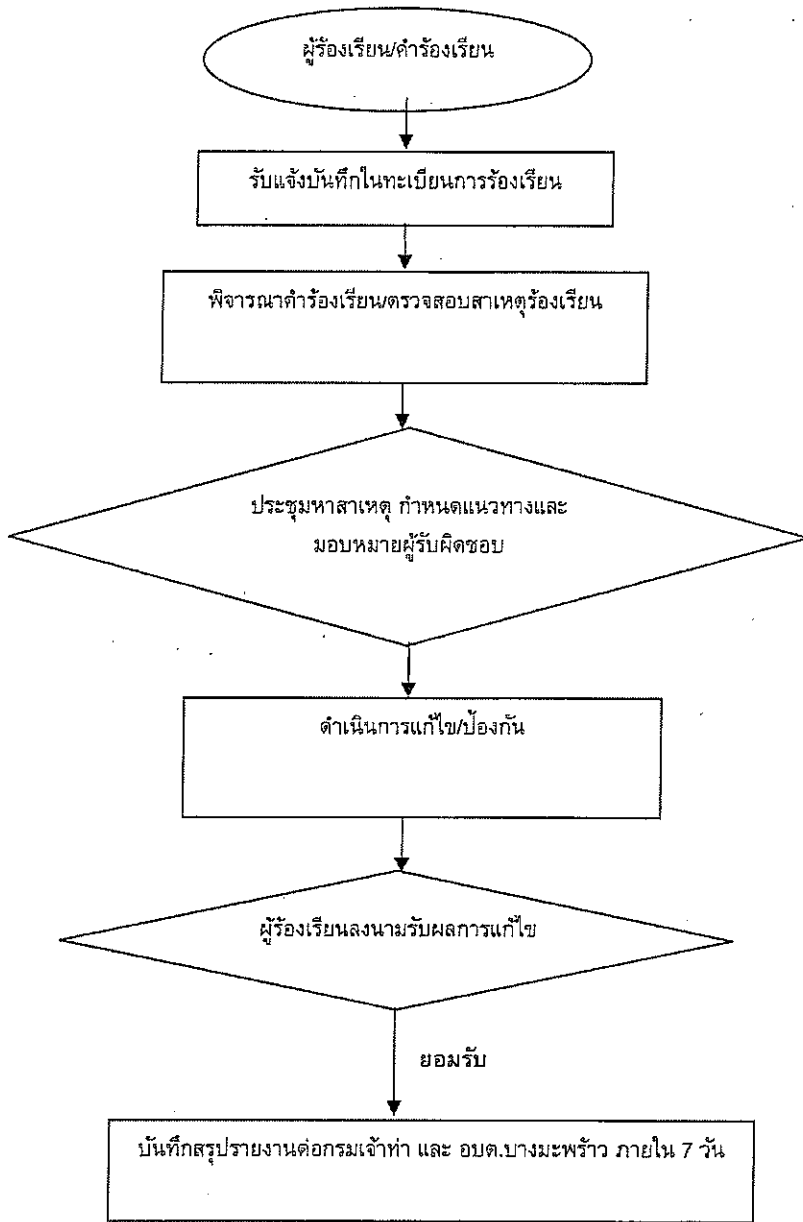 ผู้ร้องเรียน/คำร้องเรียน
รับแจ้งบันทึกในทะเบียนการร้องเรียน
พิจารณาคำร้องเรียน/ตรวจสอบสาเหตุร้องเรียน
ประชุมหาสาเหตุ กำหนดแนวทางและ
มอบหมายผู้รับผิดชอบ
ดำเนินการแก้ไข/ป้องกัน
ผู้ร้องเรียนลงนามรับผลการแก้ไข
ยอมรับ
บันทึกสรุปรายงานต่อกรมเจ้าท่า และ อบต.บางมะพร้าว ภายใน 7 วัน